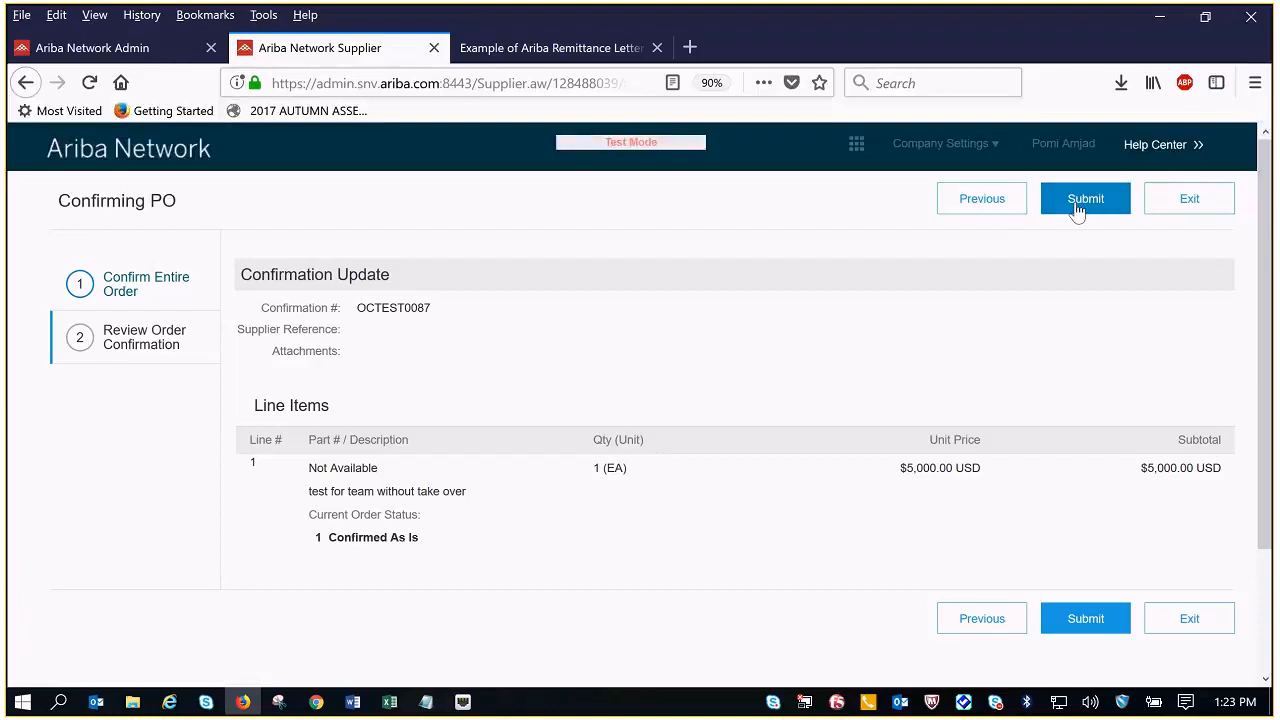 File Edit View History Bookmarks Tools Help
Ariba Network Admin Ariba Network Supplier Example of Ariba Remittance Letter
https://admin.snv.ariba.com:8443/Supplier.aw/128488039/ 90% Search ABP
Most Visited Getting Started 2017 AUTUMN ASSE...
Ariba Network Test Mode Company Settings Pomi Amjad Help Center
Confirming PO Previous Submit Exit
1 Confirm Entire
Order
2 Review Order
Confirmation
Confirmation Update
Confirmation #: OCTEST0087
Supplier Reference:
Attachments:
Line Items
Line # Part # / Description Qty (Unit) Unit Price Subtotal
1 Not Available 1 (EA) $5,000.00 USD $5,000.00 USD
test for team without take over
Current Order Status:
1 Confirmed As Is
Previous Submit Exit
1:23 PM